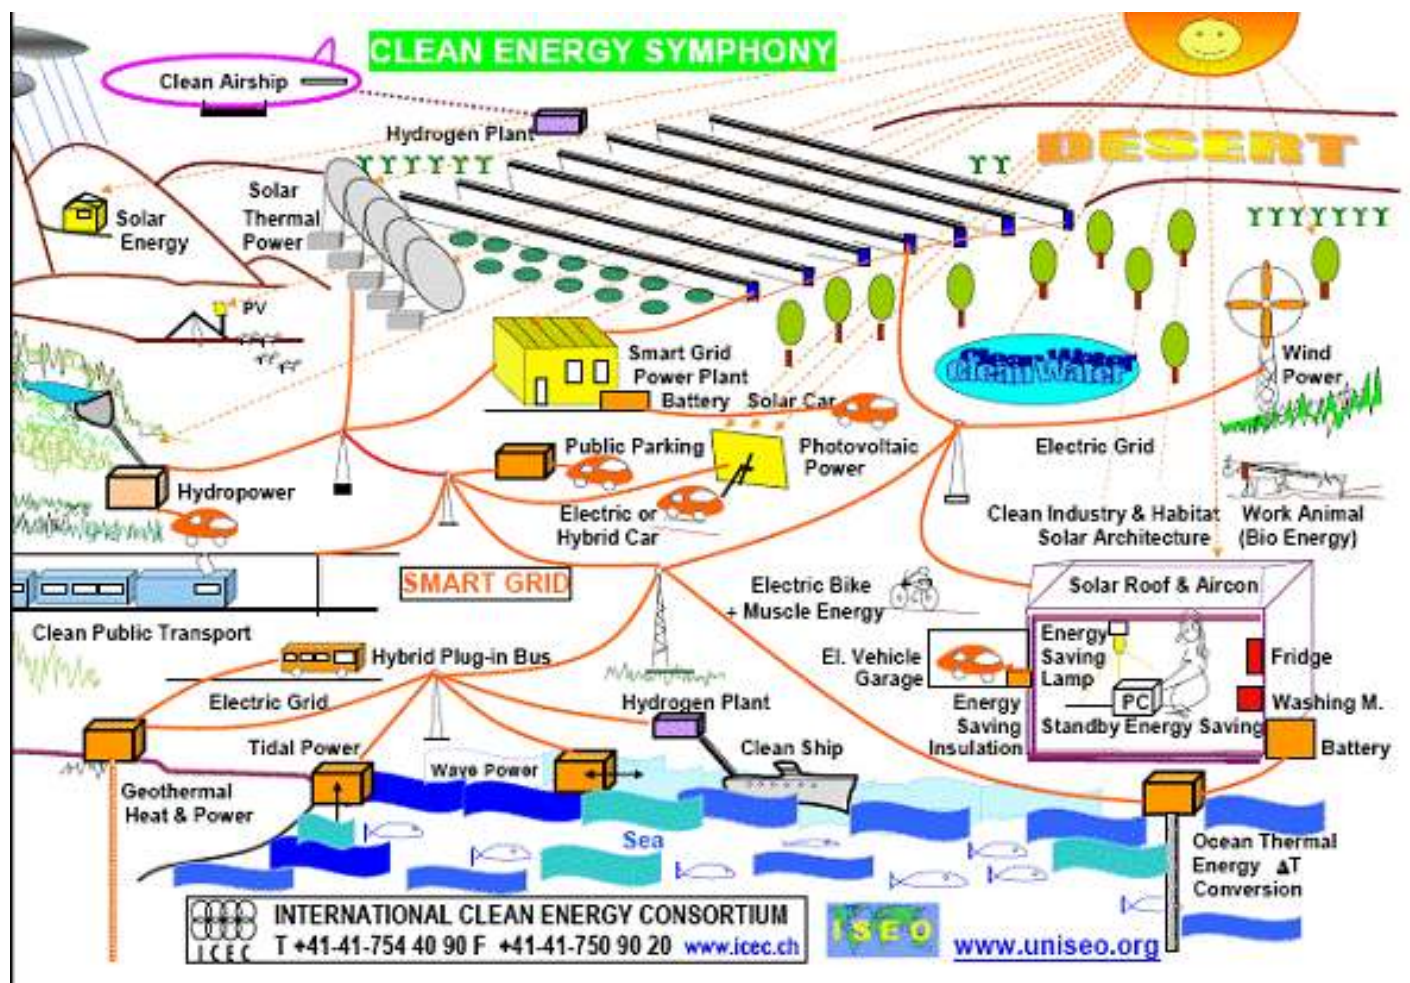 CLEAN ENERGY SYMPHONY
Clean Airship
Hydrogen Plant
DESERT
Solar
Thermal
Power
Solar
Energy
PV
Smart Grid
Power Plant
Battery
Solar Car
Clean Water
Clean Water
Wind
Power
Public Parking
Photovoltaic
Power
Electric Grid
Hydropower
Electric or
Hybrid Car
Clean Industry & Habitat
Solar Architecture
Work Animal
(Bio Energy)
SMART GRID
Electric Bike
+ Muscle Energy
Solar Roof & Aircon
Clean Public Transport
Hybrid Plug-in Bus
El. Vehicle
Garage
Energy
Saving
Lamp
Fridge
PC
Washing M.
Standby Energy Saving
Electric Grid
Hydrogen Plant
Energy
Saving
Insulation
Battery
Tidal Power
Wave Power
Clean Ship
Geothermal
Heat & Power
Sea
Ocean Thermal
Energy ΔT
Conversion
ICEC
INTERNATIONAL CLEAN ENERGY CONSORTIUM
T +41-41-754 40 90 F +41-41-750 90 20 www.icec.ch
ISEO
www.uniseo.org